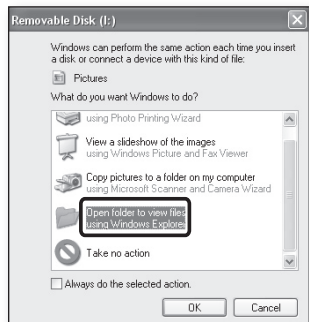 Removable Disk (I:)
Windows can perform the same action each time you insert
a disk or connect a device with this kind of file:
Pictures
What do you want Windows to do?
using Photo Printing Wizard
View a slideshow of the images
using Windows Picture and Fax Viewer
Copy pictures to a folder on my computer
using Microsoft Scanner and Camera Wizard
Open folder to view files
using Windows Explorer
Take no action
Always do the selected action.
OK
Cancel